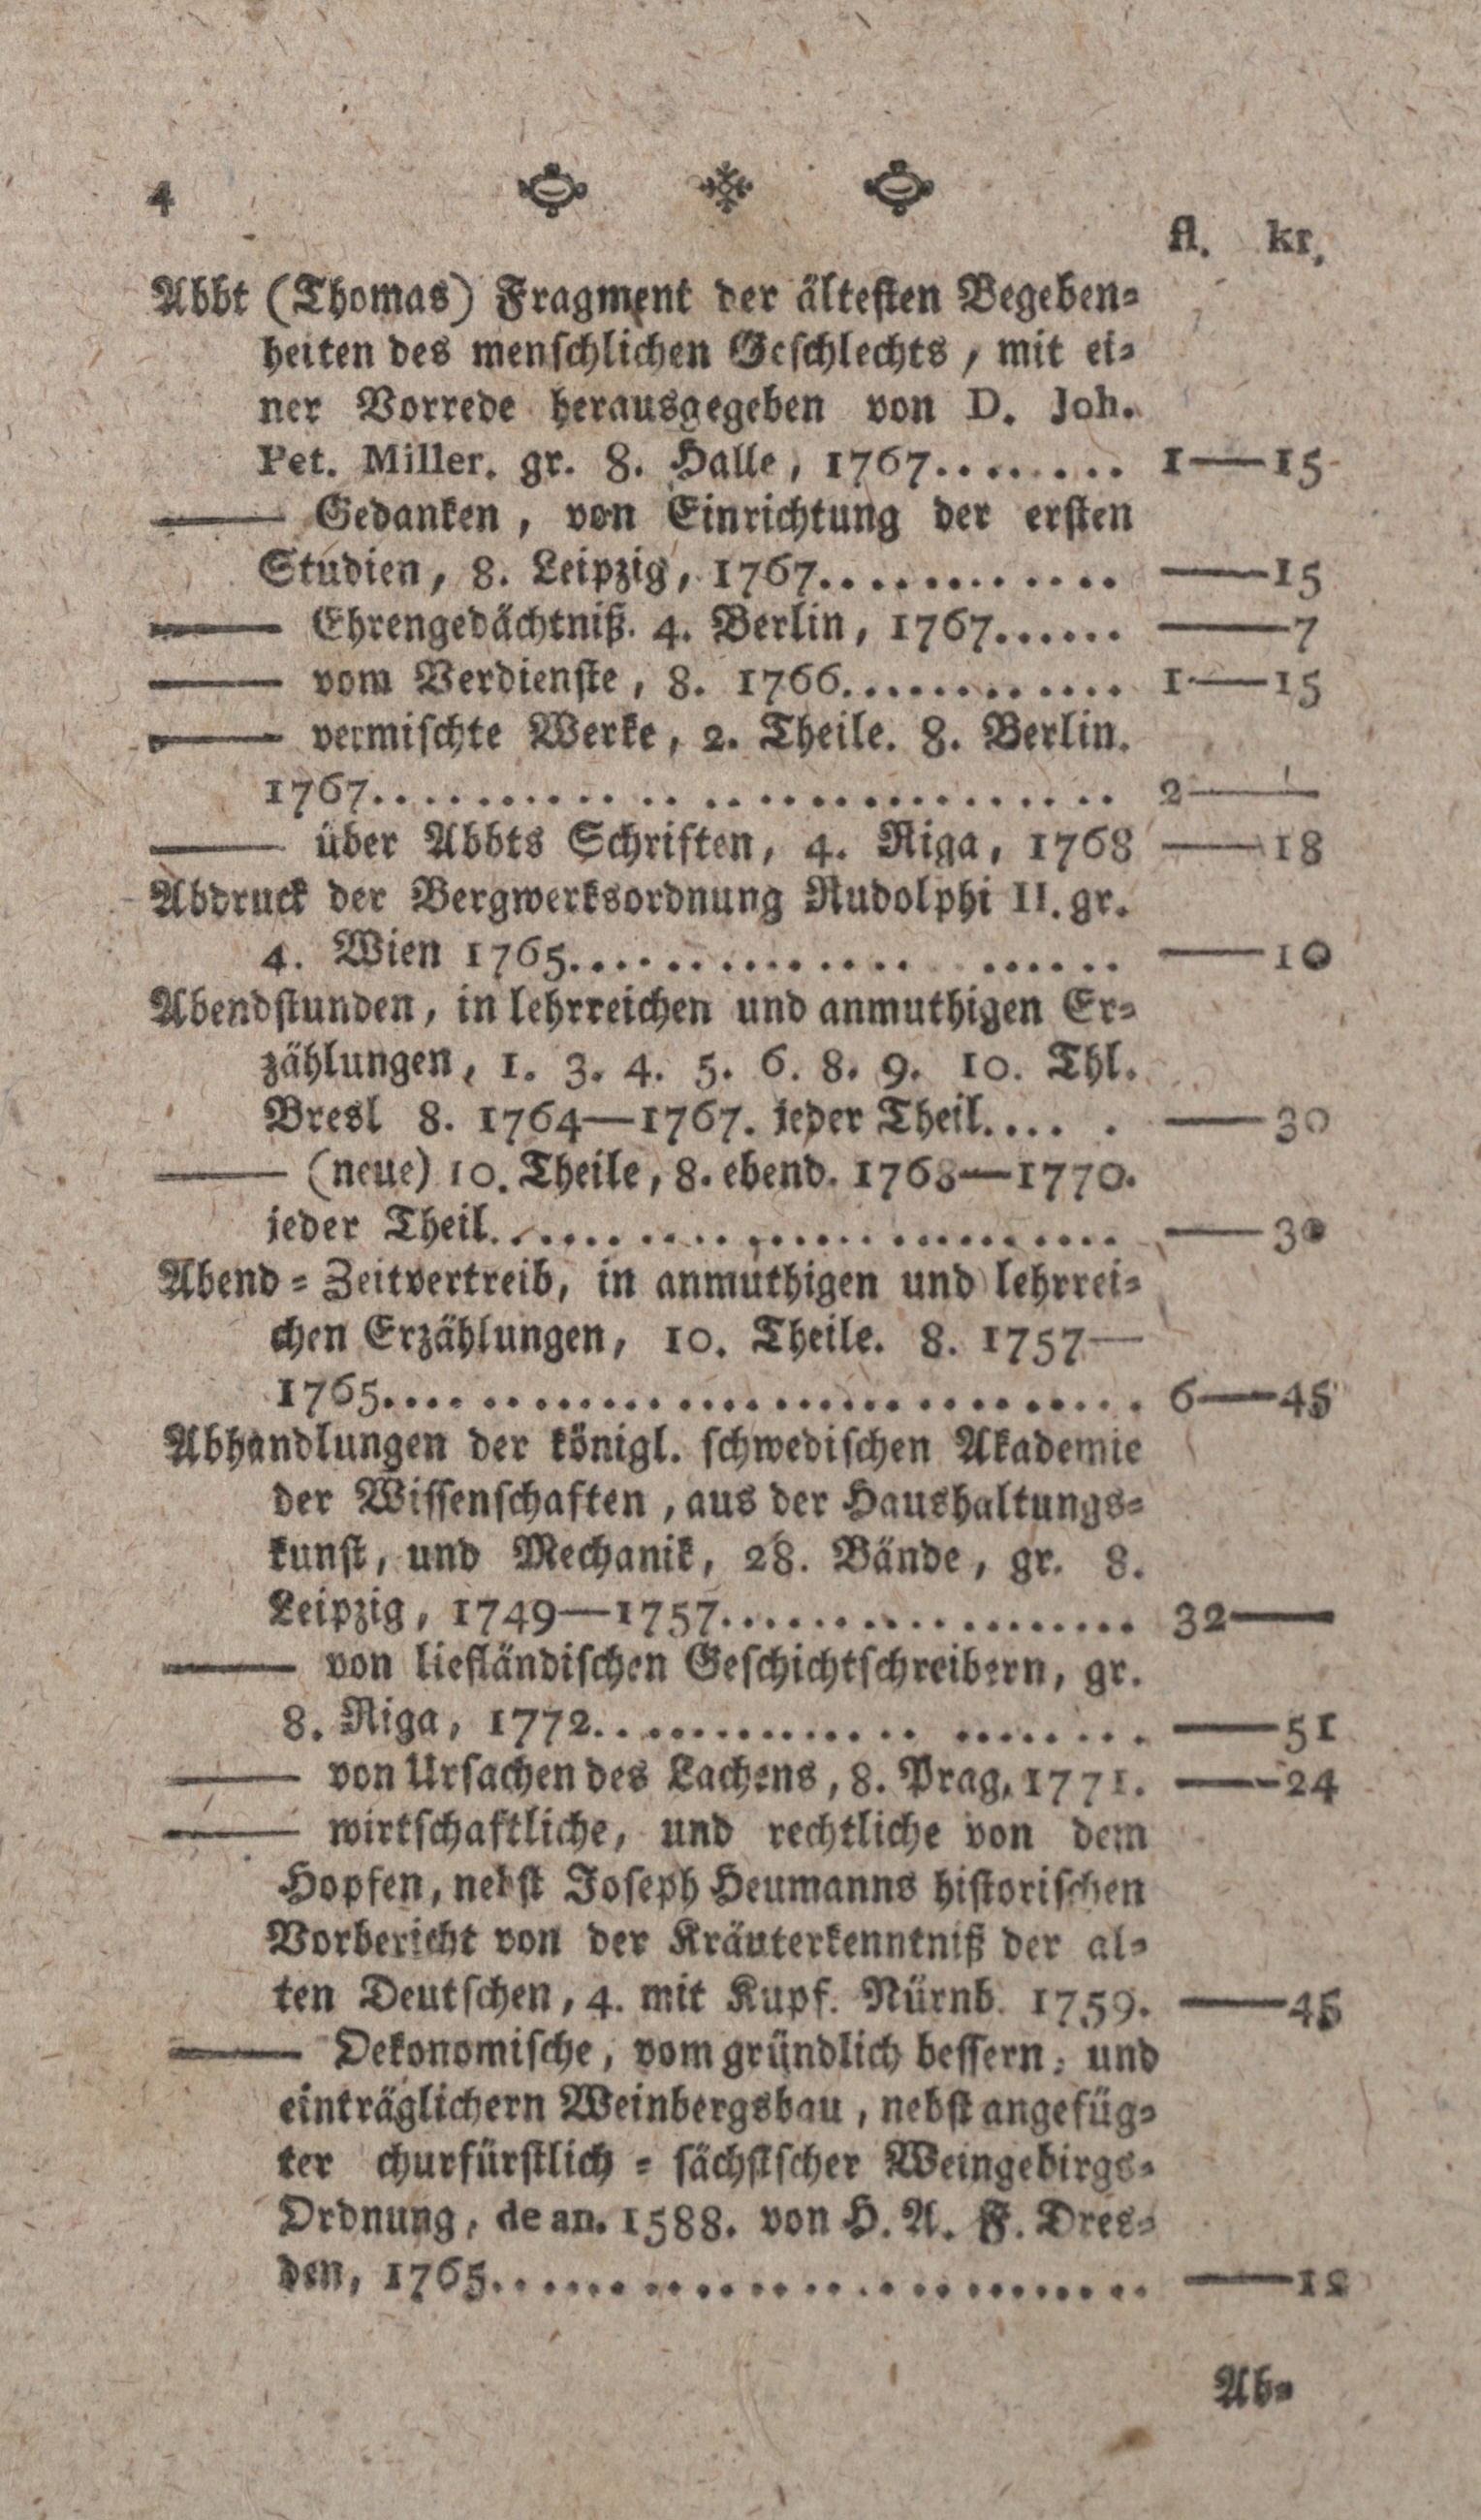 4
fl. kr.
Abbt (Thomas) Fragment der ältesten Begeben-
heiten des menschlichen Geschlechts, mit ei-
ner Vorrede herausgegeben von D. Joh.
Pet. Miller. gr. 8. Halle, 1767........ 1—15
—— Gedanken, von Einrichtung der ersten
Studien, 8. Leipzig, 1767............ —15
—— Ehrengedächtniß. 4. Berlin, 1767...... —7
—— vom Verdienste, 8. 1766............ 1—15
—— vermischte Werke, 2. Theile. 8. Berlin.
1767............................. 2—
—— über Abbts Schriften, 4. Riga, 1768 —18
Abdruck der Bergwerksordnung Rudolphi II. gr.
4. Wien 1765..................... —10
Abendstunden, in lehrreichen und anmuthigen Er-
zählungen, 1. 3. 4. 5. 6. 8. 9. 10. Thl.
Bresl 8. 1764—1767. jeder Theil..... —30
—— (neue) 10. Theile, 8. ebend. 1768—1770.
jeder Theil........................ —30
Abend-Zeitvertreib, in anmuthigen und lehrrei-
chen Erzählungen, 10. Theile. 8. 1757—
1765............................. 6—45
Abhandlungen der königl. schwedischen Akademie
der Wissenschaften, aus der Haushaltungs-
kunst, und Mechanik, 28. Bände, gr. 8.
Leipzig, 1749—1757................ 32—
—— von liefländischen Geschichtschreibern, gr.
8. Riga, 1772..................... —51
—— von Ursachen des Lachens, 8. Prag, 1771. —24
—— wirtschaftliche, und rechtliche von dem
Hopfen, nebst Joseph Heumanns historischen
Vorbericht von der Kräuterkenntniß der al-
ten Deutschen, 4. mit Kupf. Nürnb. 1759. —45
—— Oekonomische, vom gründlich bessern, und
einträglichern Weinbergsbau, nebst angefüg-
ter churfürstlich-sächsischer Weingebirgs-
Ordnung, de an. 1588. von H. A. F. Dres-
den, 1765......................... —12
Ab-